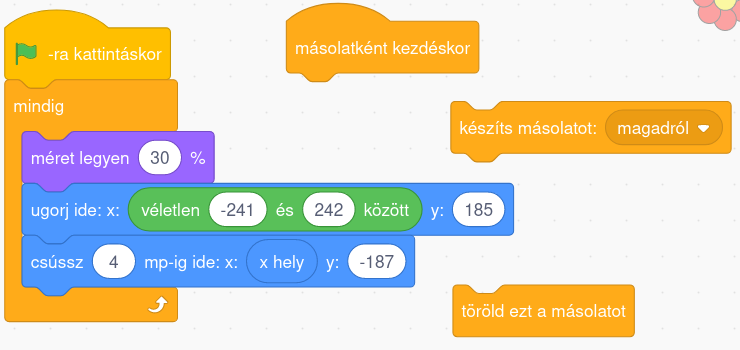 -ra kattintáskor
mindig
méret legyen 30 %
ugorj ide: x: véletlen -241 és 242 között y: 185
csússz 4 mp-ig ide: x: x hely y: -187
másolatként kezdéskor
készíts másolatot: magadról
töröld ezt a másolatot